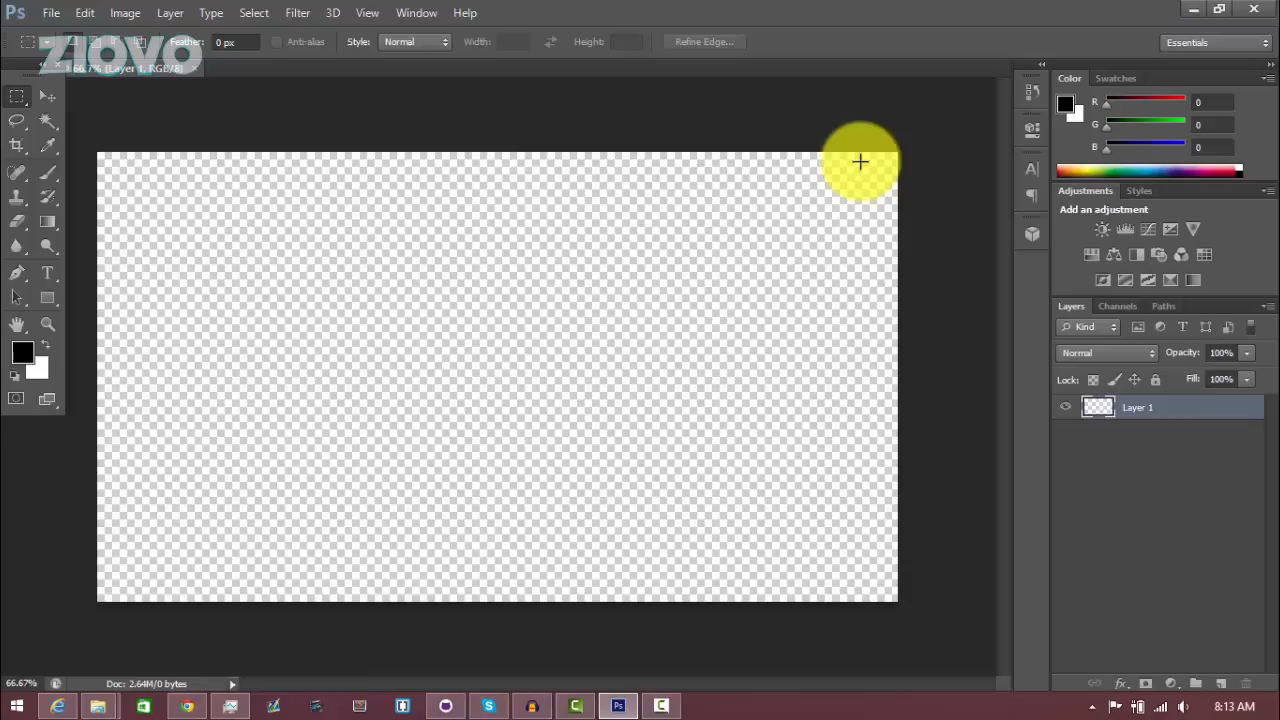 Ps File Edit Image Layer Type Select Filter 3D View Window Help
Feather: 0 px Anti-alias Style: Normal Width: Height: Refine Edge... Essentials
ZIOVO
66.7% (Layer 1, RGB/8)
Color Swatches
R 0
G 0
B 0
Adjustments Styles
Add an adjustment
Layers Channels Paths
Kind
Normal Opacity: 100%
Lock: Fill: 100%
Layer 1
66.67% Doc: 2.64M/0 bytes
8:13 AM